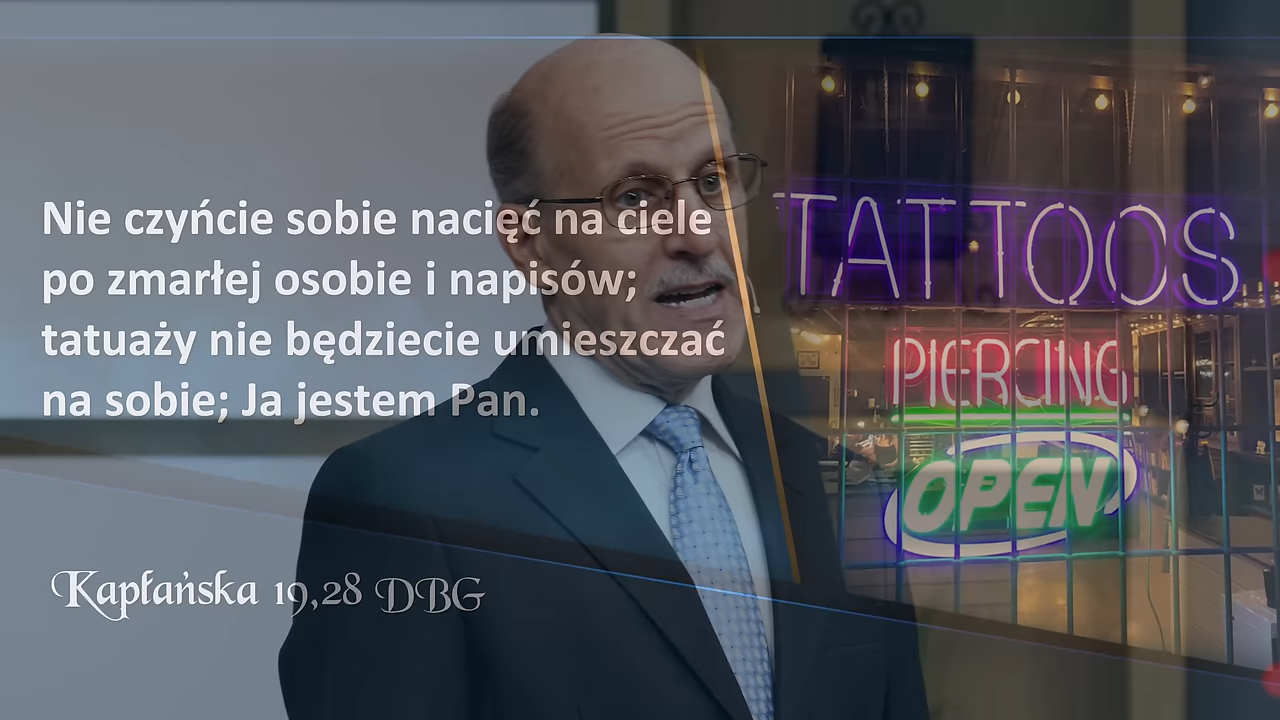 Nie czyńcie sobie nacięć na ciele
po zmarłej osobie i napisów;
tatuaży nie będziecie umieszczać
na sobie; Ja jestem Pan.
Kapłańska 19,28 DBG
TATTOOS
PIERCING
OPEN